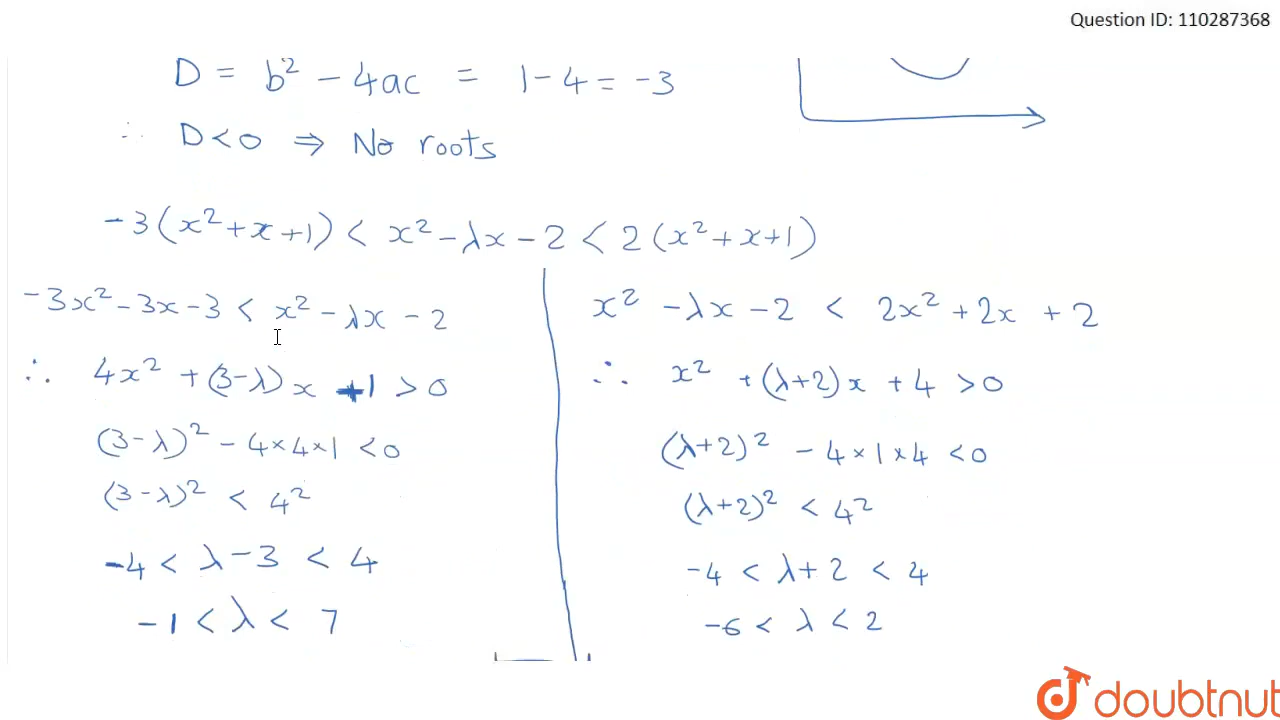 Question ID: 110287368
D = b² - 4ac = 1 - 4 = -3
∴ D < 0 ⇒ No roots
-3(x² + x + 1) < x² - λx - 2 < 2(x² + x + 1)
-3x² - 3x - 3 < x² - λx - 2
∴ 4x² + (3-λ)x + 1 > 0
(3-λ)² - 4×4×1 < 0
(3-λ)² < 4²
-4 < λ - 3 < 4
-1 < λ < 7
x² - λx - 2 < 2x² + 2x + 2
∴ x² + (λ+2)x + 4 > 0
(λ+2)² - 4×1×4 < 0
(λ+2)² < 4²
-4 < λ + 2 < 4
-6 < λ < 2
doubtnut